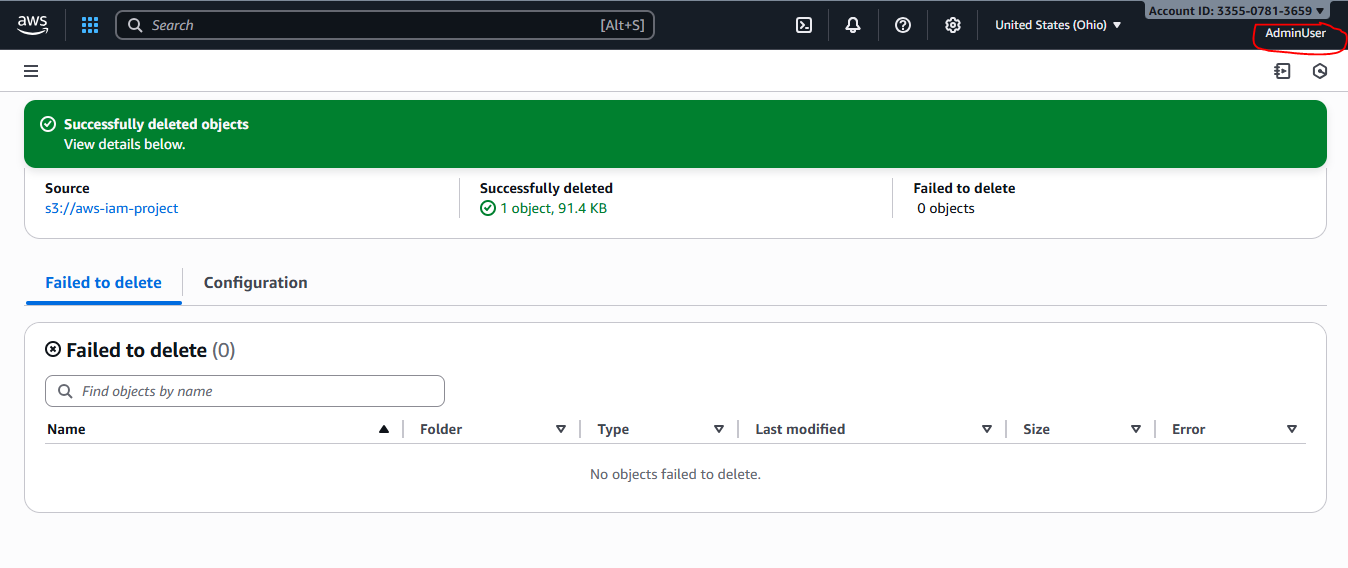 aws
Search
[Alt+S]
United States (Ohio)
Account ID: 3355-0781-3659
AdminUser
Successfully deleted objects
View details below.
Source
s3://aws-iam-project
Successfully deleted
1 object, 91.4 KB
Failed to delete
0 objects
Failed to delete
Configuration
Failed to delete (0)
Find objects by name
Name
Folder
Type
Last modified
Size
Error
No objects failed to delete.